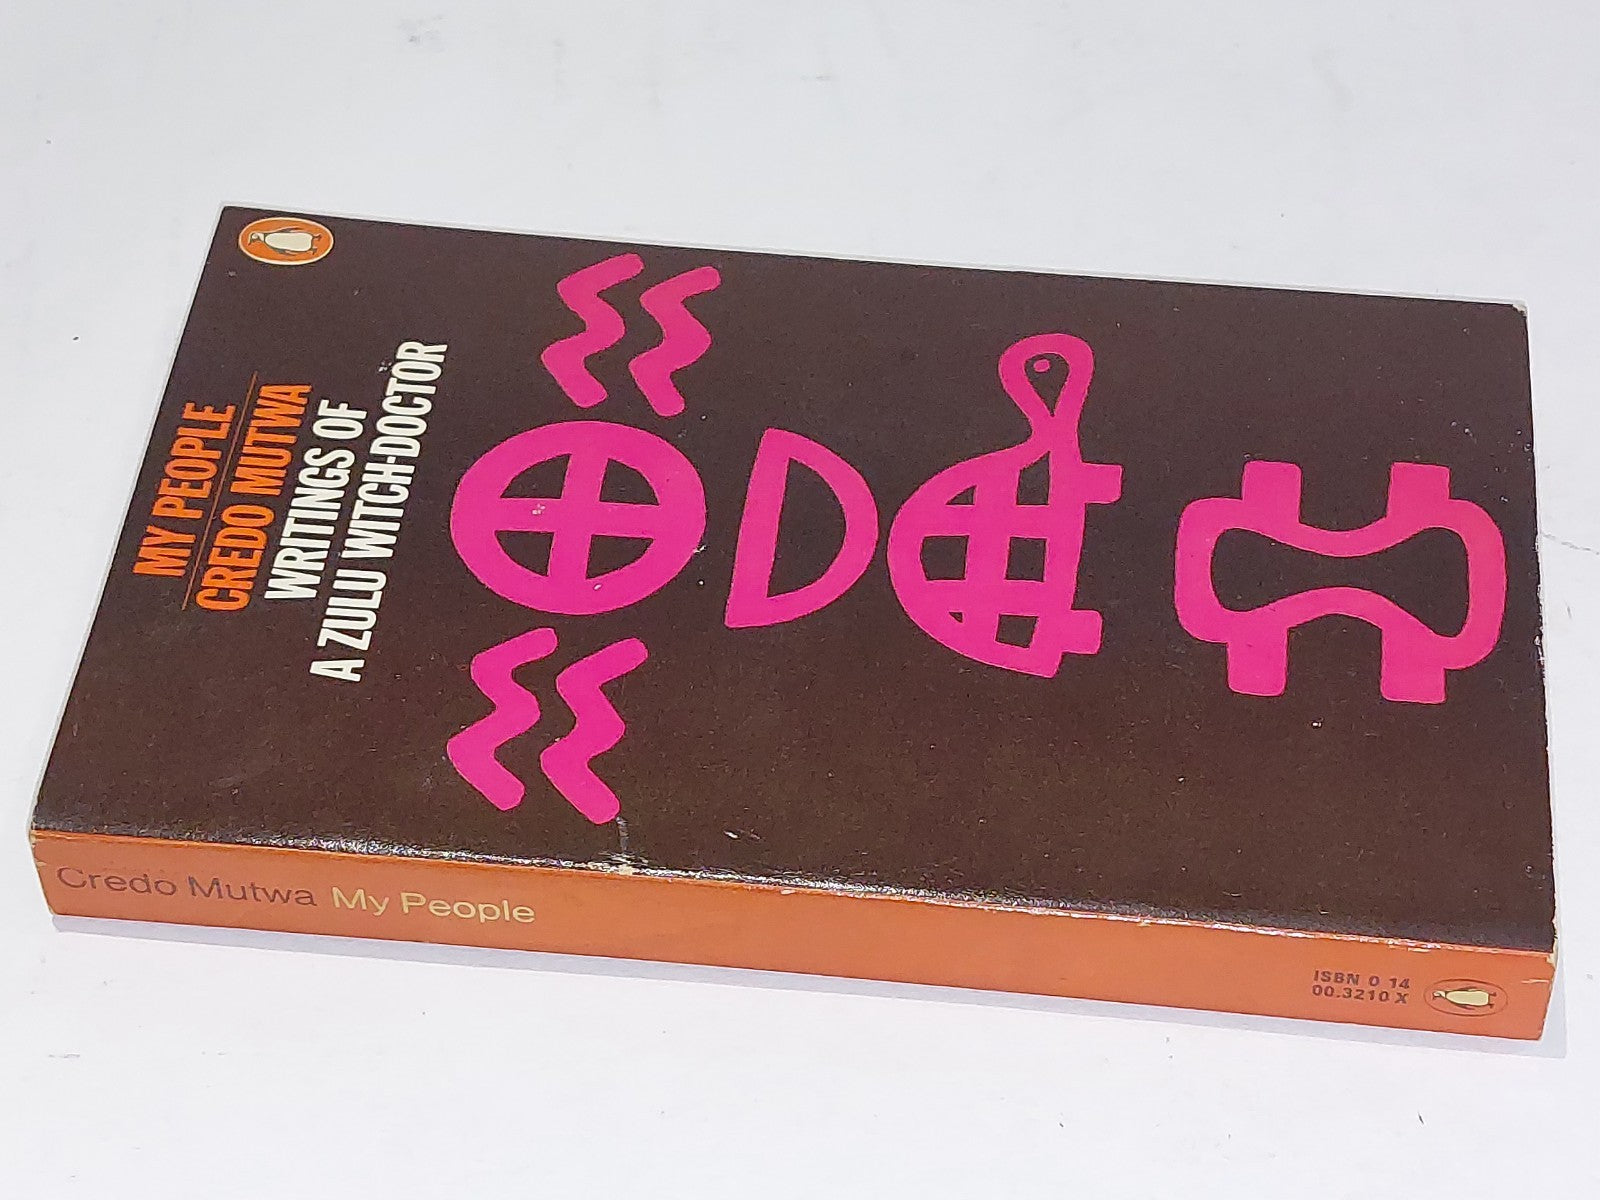 MY PEOPLE
CREDO MUTWA
WRITINGS OF
A ZULU WITCH-DOCTOR
Credo Mutwa My People
ISBN 0 14
00.3210 X